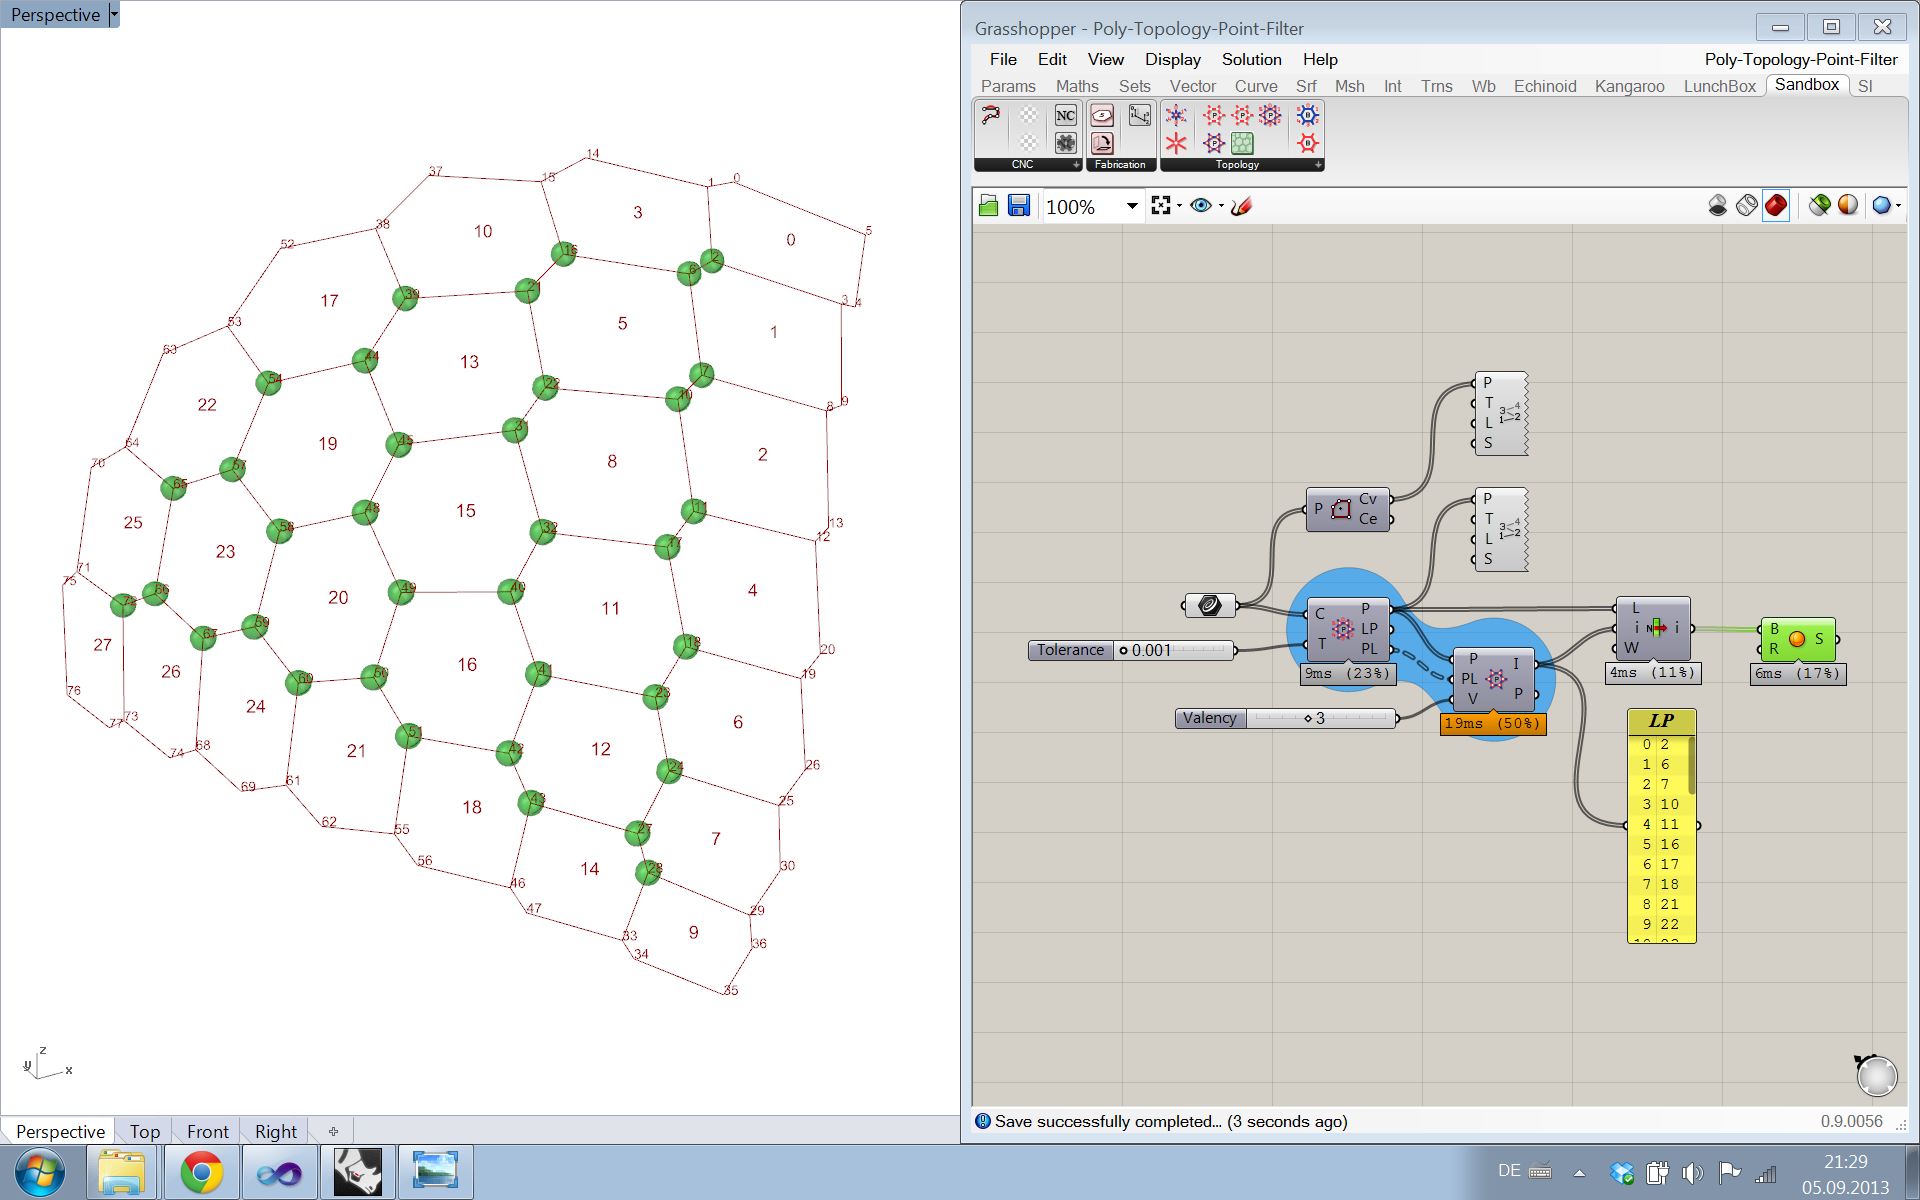 Perspective
14
37
15
1 0
3
38
10
5
0
52
16
2
6
39
21
17
3 4
53
5
1
63
44
13
7
54
22
10
8 9
22
31
64
19
45
70
8
2
57
65
48
15
11
25
58
13
23
32
12
17
71
75
49
40
4
66
20
11
72
59
67
18
27
26
16
20
60
50
41
19
76
24
23
77 73
51
6
21
42
12
74 68
24
26
69 61
18
43
25
62
55
27
7
56
14
28
30
46
47
29
33
9
36
34
35
z
y
x
Perspective Top Front Right
Grasshopper - Poly-Topology-Point-Filter
File Edit View Display Solution Help Poly-Topology-Point-Filter
Params Maths Sets Vector Curve Srf Msh Int Trns Wb Echinoid Kangaroo LunchBox Sandbox SI
NC
CNC Fabrication Topology
100%
P
T
L
S
P Cv
Ce
P
T
L
S
C P
LP
T PL
9ms (23%)
Tolerance 0.001
P I
PL
V P
19ms (50%)
Valency 3
L
i i
W
4ms (11%)
B S
R
6ms (17%)
LP
0 2
1 6
2 7
3 10
4 11
5 16
6 17
7 18
8 21
9 22
Save successfully completed... (3 seconds ago) 0.9.0056
DE 21:29
05.09.2013